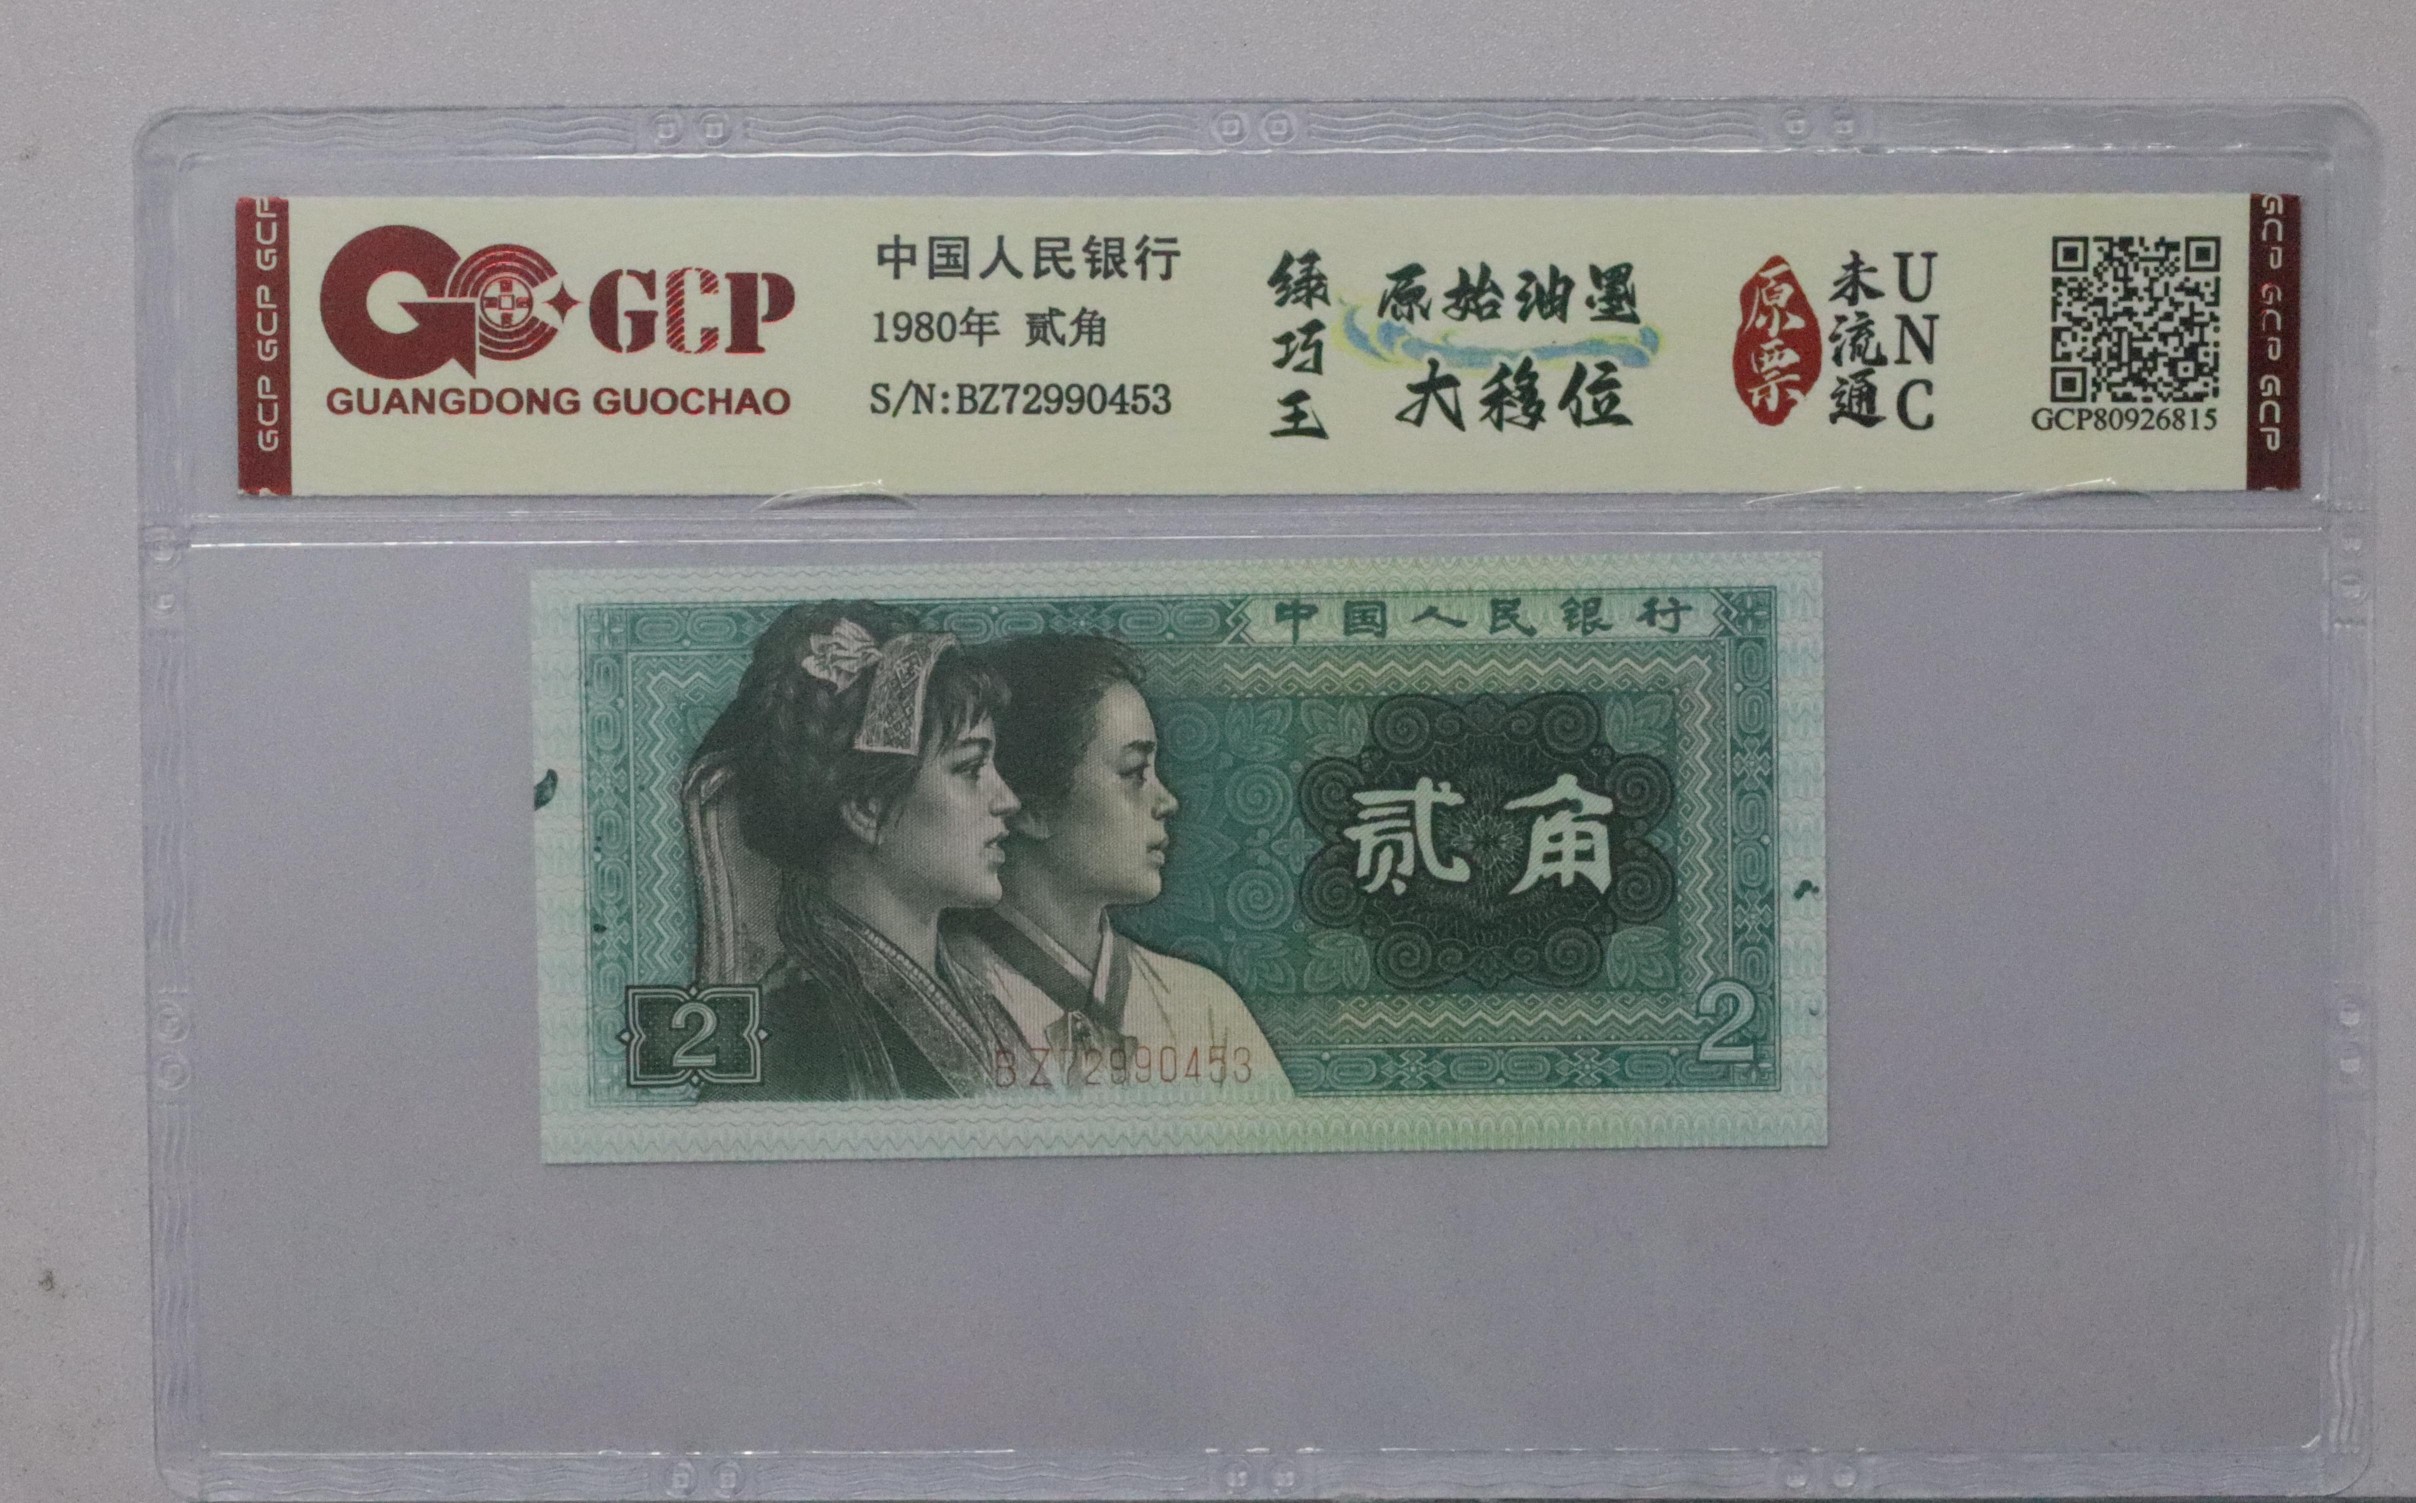 GCP GCP GCP
GCP
GUANGDONG GUOCHAO
中国人民银行
1980年 贰角
S/N:BZ72990453
绿巧王
原始油墨
大移位
原票
未流通
UNC
GCP80926815
GCP GCP GCP
中国人民银行
贰角
2
2
BZ72990453